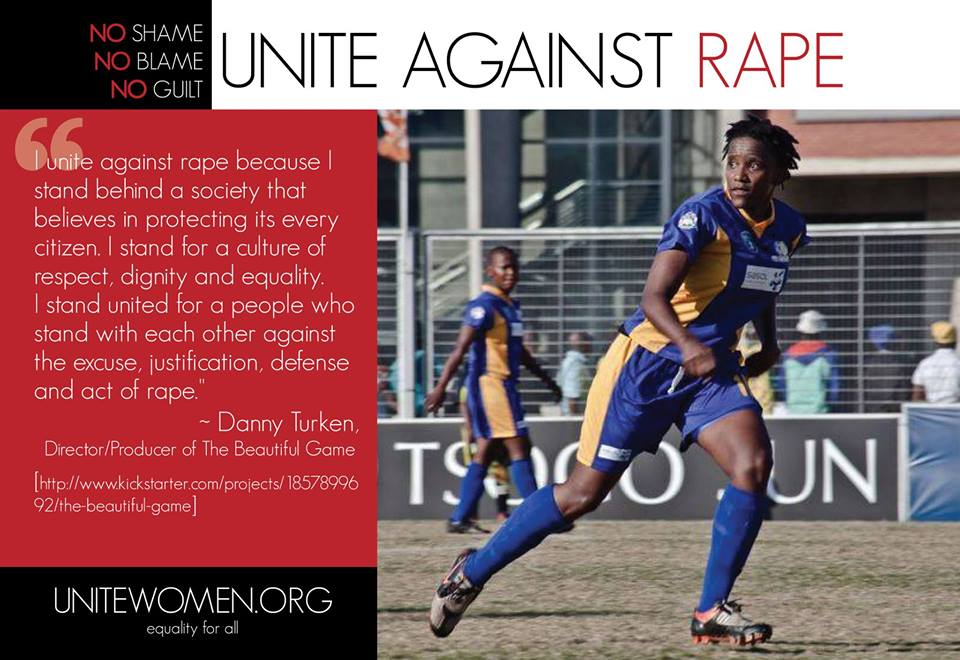 NO SHAME
NO BLAME
NO GUILT
UNITE AGAINST RAPE
“I unite against rape because I
stand behind a society that
believes in protecting its every
citizen. I stand for a culture of
respect, dignity and equality.
I stand united for a people who
stand with each other against
the excuse, justification, defense
and act of rape."
~ Danny Turken,
Director/Producer of The Beautiful Game
[http://www.kickstarter.com/projects/18578996
92/the-beautiful-game]
UNITEWOMEN.ORG
equality for all
sasol
TSOGO SUN